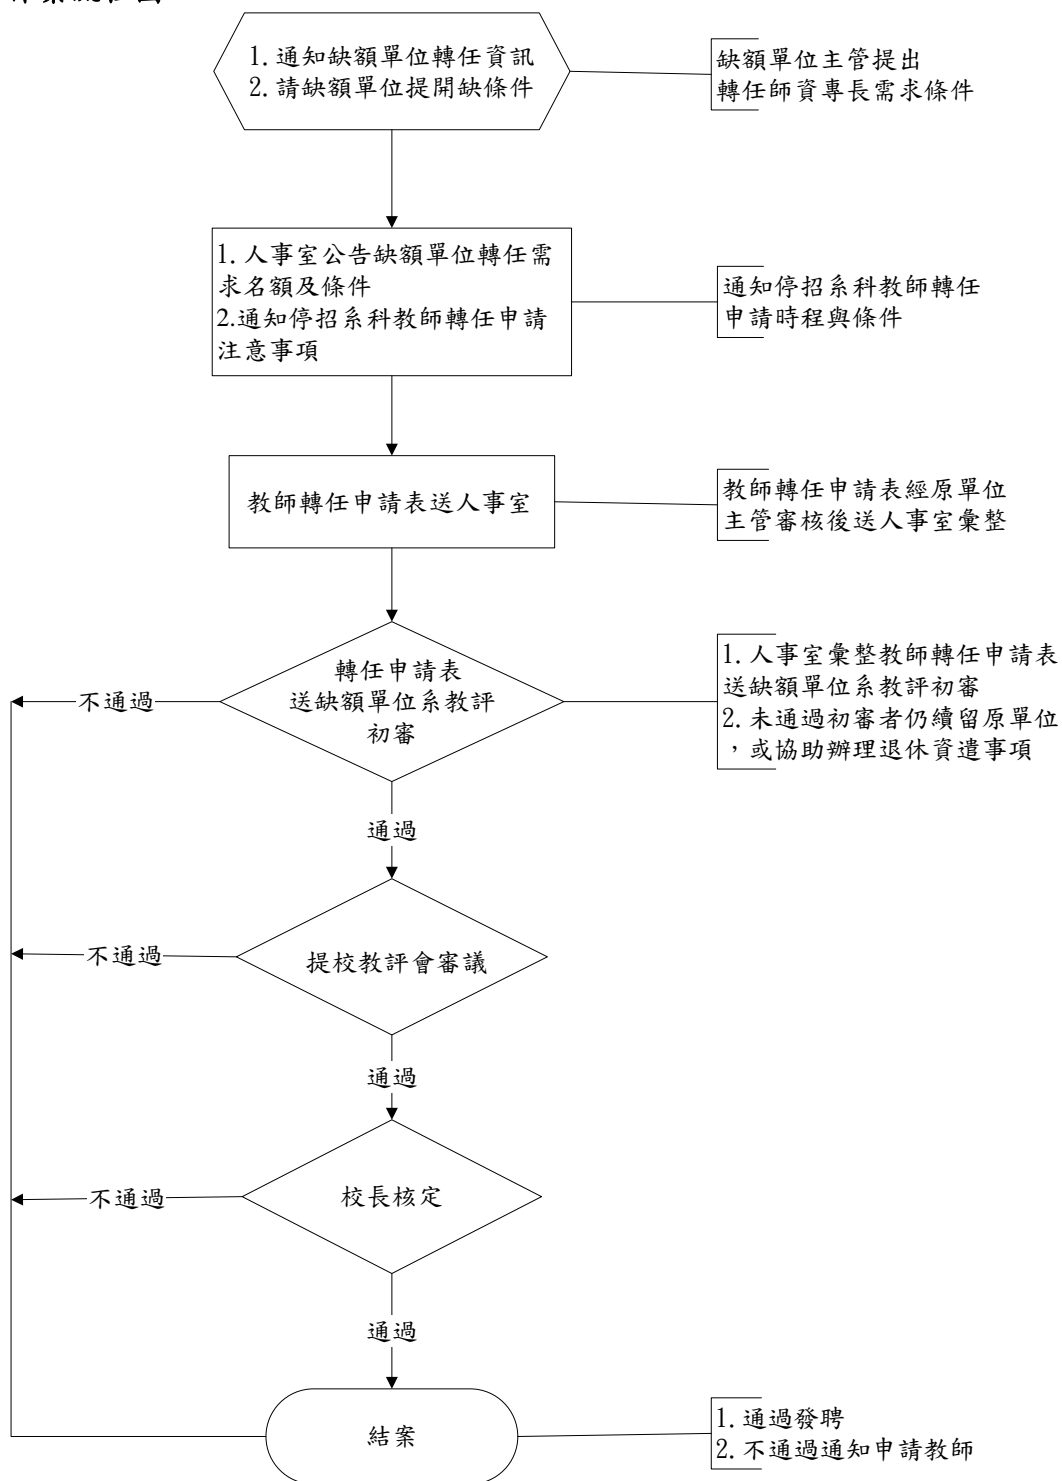 1. 通知缺額單位轉任資訊
2. 請缺額單位提開缺條件
缺額單位主管提出
轉任師資專長需求條件
1. 人事室公告缺額單位轉任需
求名額及條件
2.通知停招系科教師轉任申請
注意事項
通知停招系科教師轉任
申請時程與條件
教師轉任申請表送人事室
教師轉任申請表經原單位
主管審核後送人事室彙整
轉任申請表
送缺額單位系教評
初審
不通過
1. 人事室彙整教師轉任申請表
送缺額單位系教評初審
2. 未通過初審者仍續留原單位
，或協助辦理退休資遣事項
通過
提校教評會審議
不通過
通過
校長核定
不通過
通過
結案
1. 通過發聘
2. 不通過通知申請教師